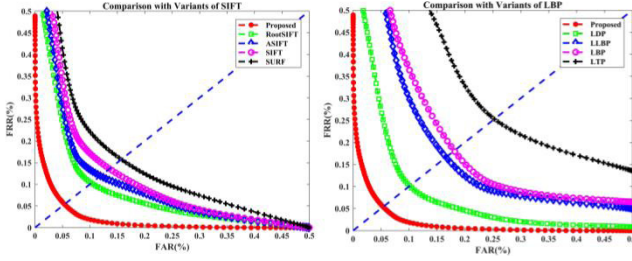 Comparison with Variants of SIFT
0.5
0.45
0.4
0.35
0.3
0.25
0.2
0.15
0.1
0.05
0
FRR(%)
Proposed
RootSIFT
ASIFT
SIFT
SURF
0 0.05 0.1 0.15 0.2 0.25 0.3 0.35 0.4 0.45 0.5
FAR(%)
Comparison with Variants of LBP
0.5
0.45
0.4
0.35
0.3
0.25
0.2
0.15
0.1
0.05
0
FRR(%)
Proposed
LDP
LLBP
LBP
LTP
0 0.05 0.1 0.15 0.2 0.25 0.3 0.35 0.4 0.45 0.5
FAR(%)